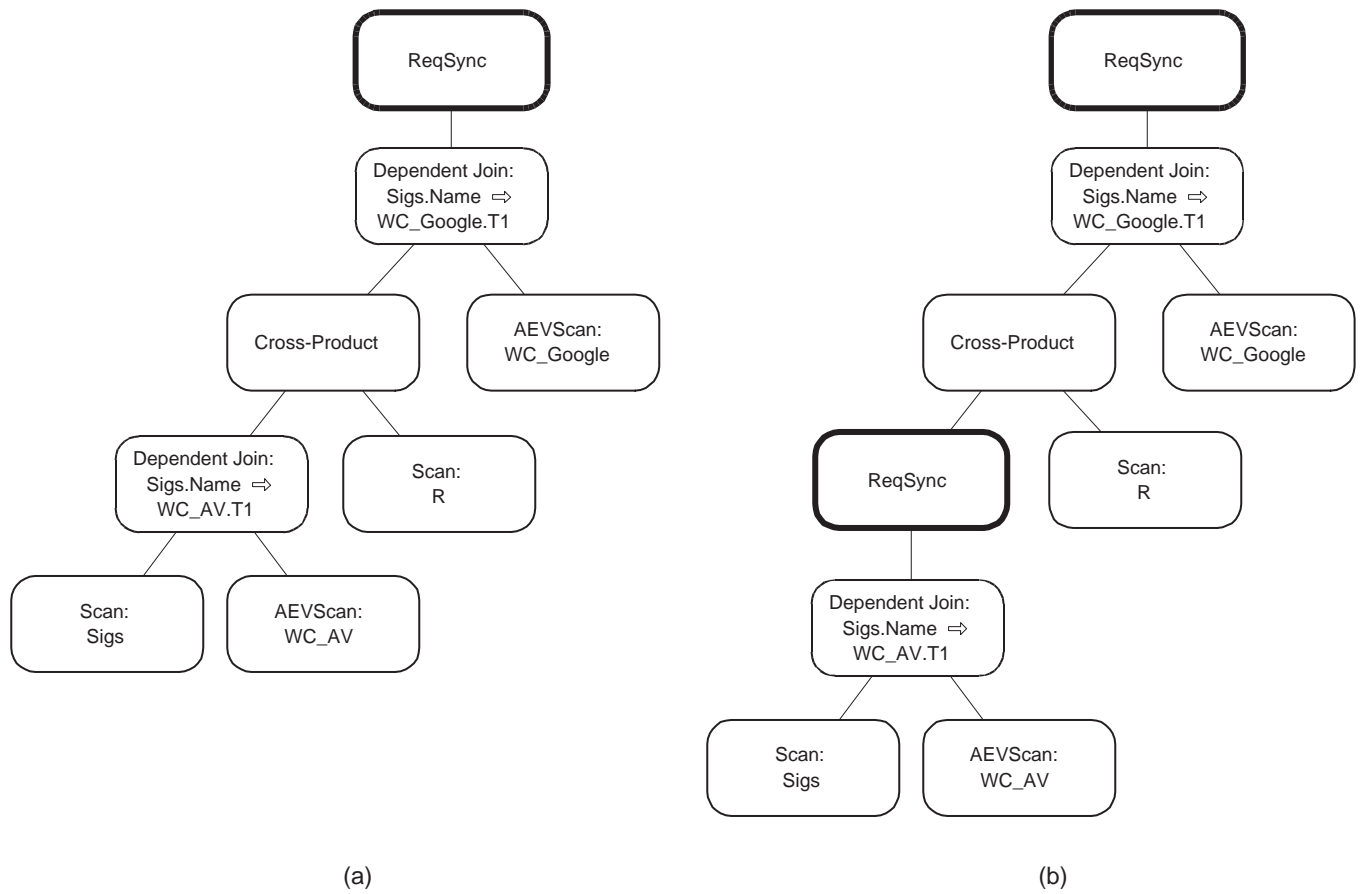 ReqSync
Dependent Join:
Sigs.Name ⇨
WC_Google.T1
Cross-Product
AEVScan:
WC_Google
Dependent Join:
Sigs.Name ⇨
WC_AV.T1
Scan:
R
Scan:
Sigs
AEVScan:
WC_AV
(a)
ReqSync
Dependent Join:
Sigs.Name ⇨
WC_Google.T1
Cross-Product
AEVScan:
WC_Google
ReqSync
Scan:
R
Dependent Join:
Sigs.Name ⇨
WC_AV.T1
Scan:
Sigs
AEVScan:
WC_AV
(b)